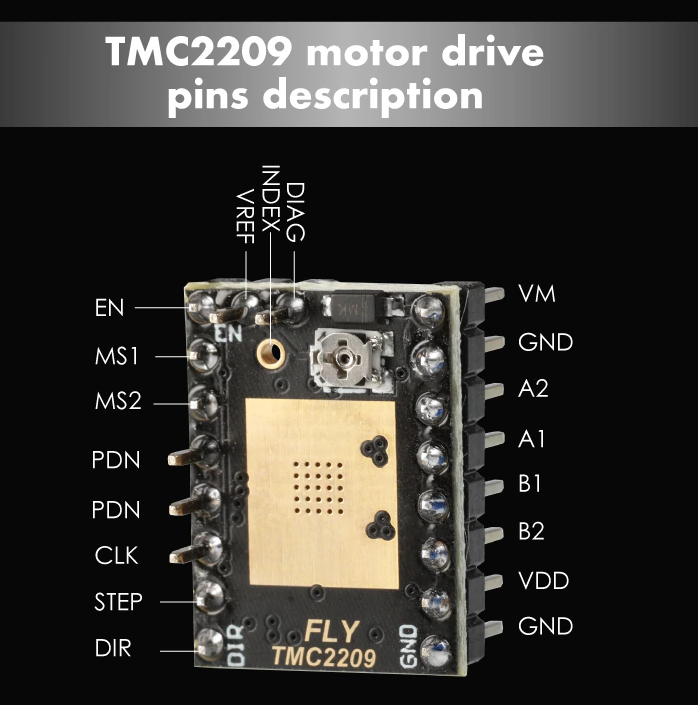 TMC2209 motor drive
pins description
VREF
INDEX
DIAG
EN
MS1
MS2
PDN
PDN
CLK
STEP
DIR
EN
DIR
FLY
TMC2209
GND
VM
GND
A2
A1
B1
B2
VDD
GND